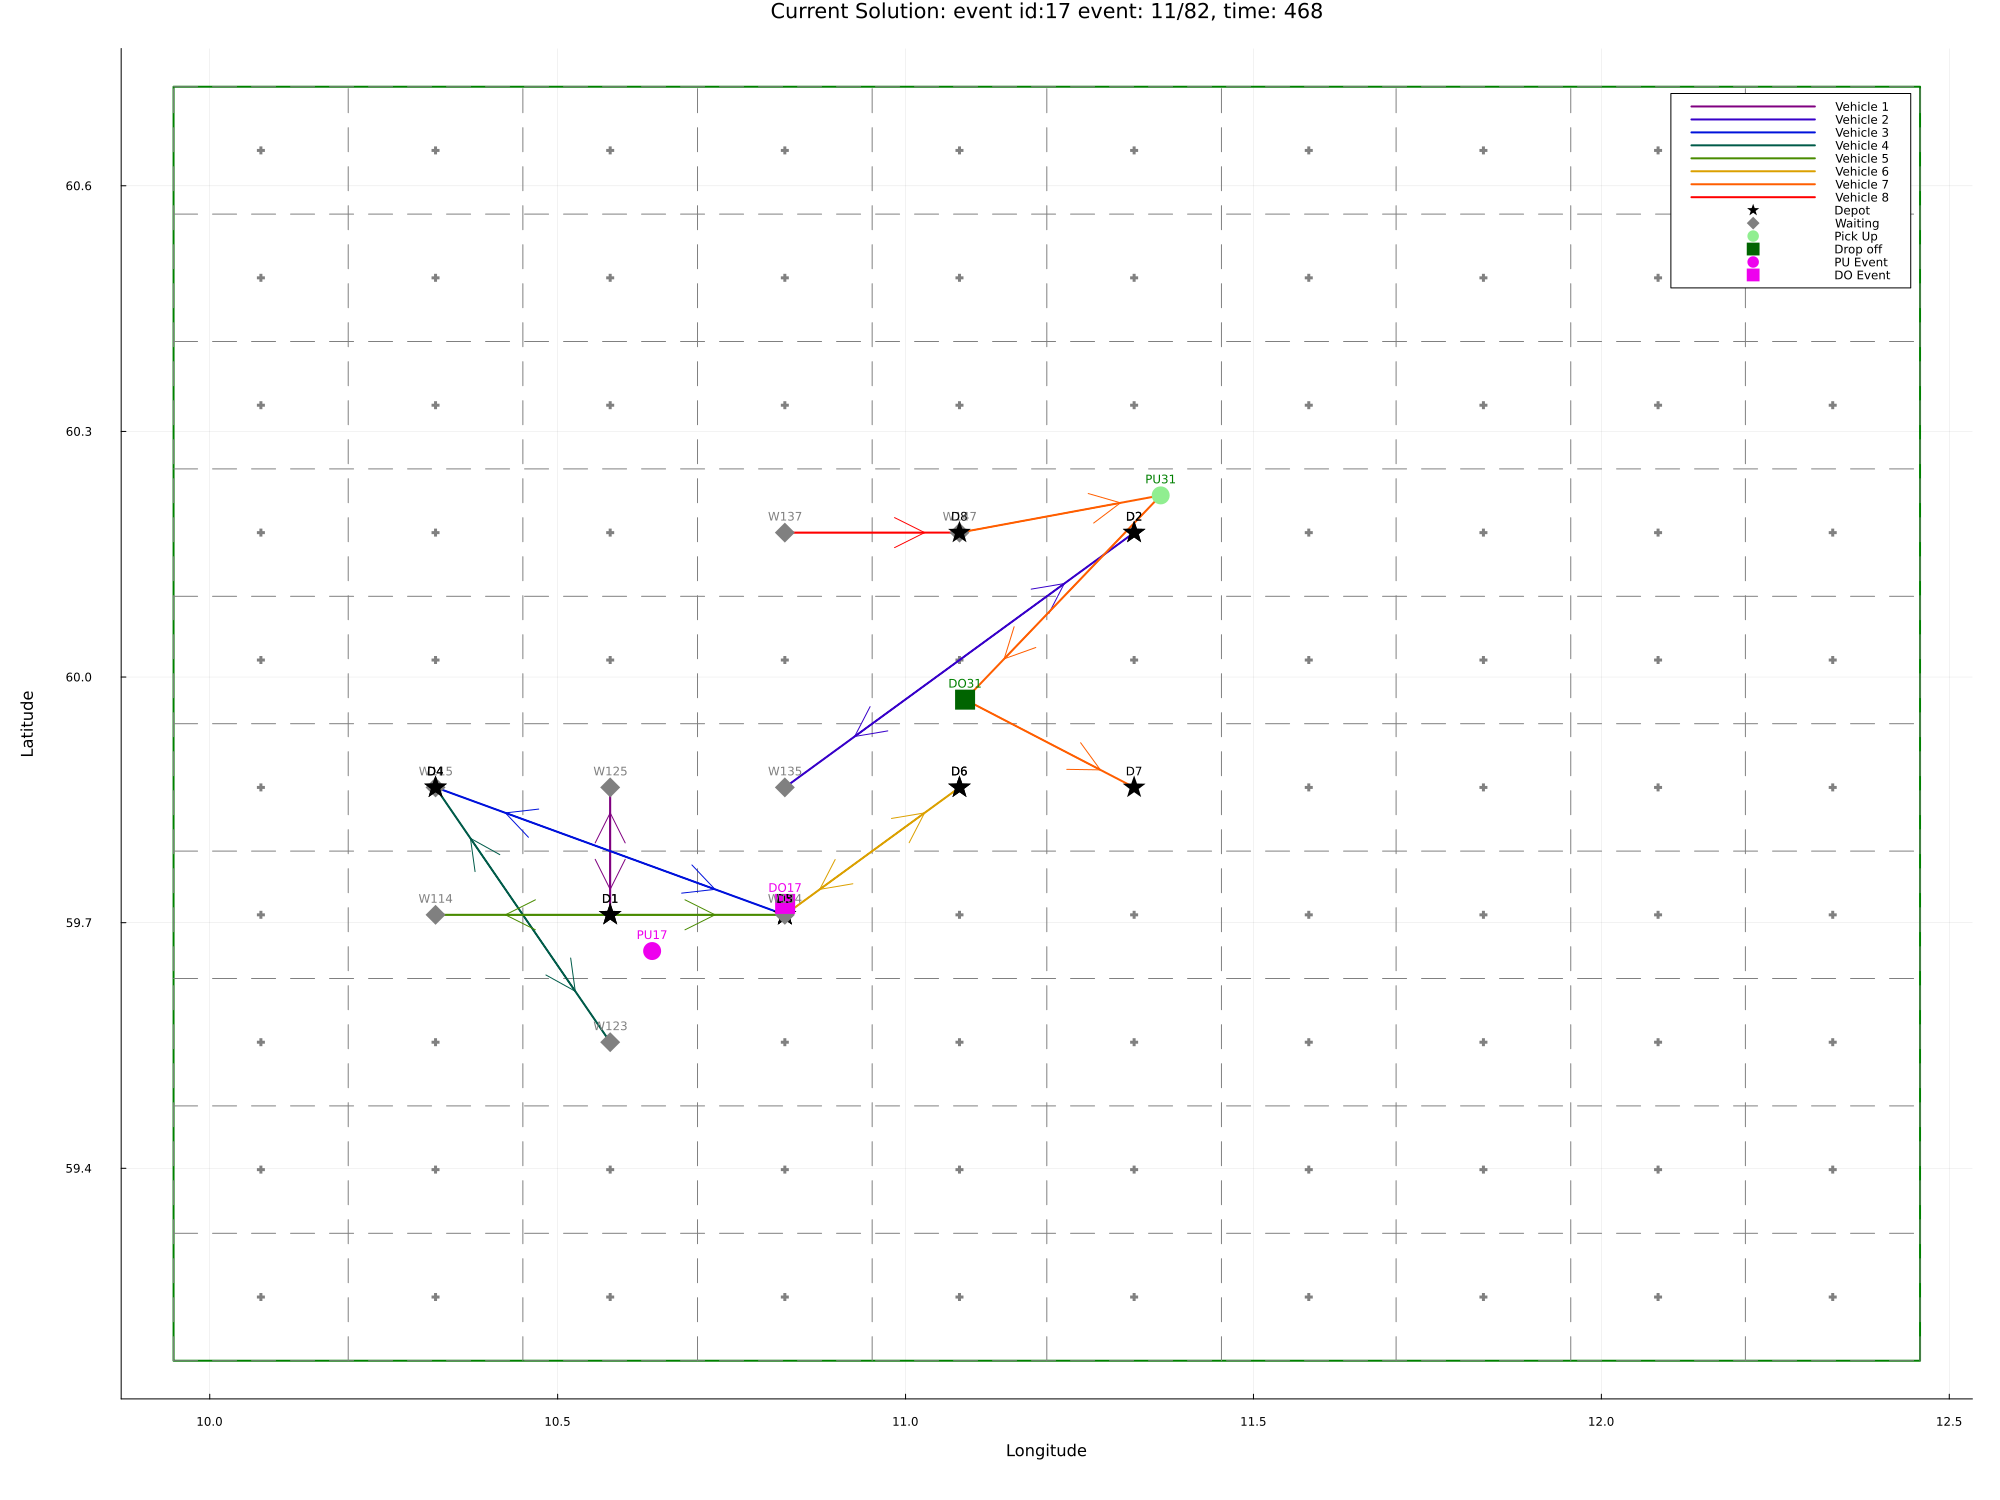 Current Solution: event id:17 event: 11/82, time: 468
Vehicle 1
Vehicle 2
Vehicle 3
Vehicle 4
Vehicle 5
Vehicle 6
Vehicle 7
Vehicle 8
Depot
Waiting
Pick Up
Drop off
PU Event
DO Event
60.6
60.3
60.0
59.7
59.4
Latitude
PU31
W137
D8
D2
DO31
D4
W125
W135
D6
D7
DO17
W114
D1
PU17
W123
10.0
10.5
11.0
11.5
12.0
12.5
Longitude